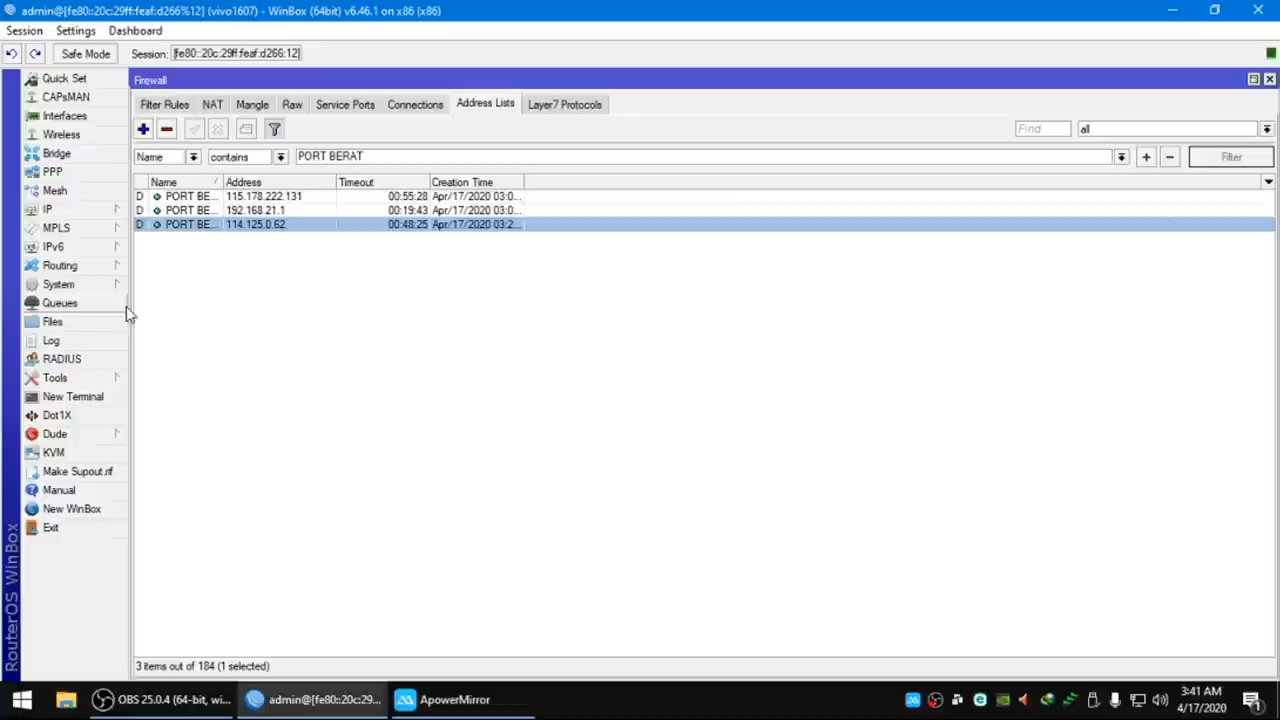 admin@[fe80::20c:29ff:feaf:d266%12] (vivo1607) - WinBox (64bit) v6.46.1 on x86 (x86)
Session Settings Dashboard
Safe Mode Session: [fe80::20c:29ff:feaf:d266:12]
Quick Set
CAPsMAN
Interfaces
Wireless
Bridge
PPP
Mesh
IP
MPLS
IPv6
Routing
System
Queues
Files
Log
RADIUS
Tools
New Terminal
Dot1X
Dude
KVM
Make Supout.rif
Manual
New WinBox
Exit
RouterOS WinBox
Firewall
Filter Rules NAT Mangle Raw Service Ports Connections Address Lists Layer7 Protocols
Find all
Name contains PORT BERAT Filter
Name Address Timeout Creation Time
D PORT BE... 115.178.222.131 00:55:28 Apr/17/2020 03:0...
D PORT BE... 192.168.21.1 00:19:43 Apr/17/2020 03:0...
D PORT BE... 114.125.0.62 00:48:25 Apr/17/2020 03:2...
3 items out of 184 (1 selected)
OBS 25.0.4 (64-bit, wi... admin@[fe80::20c:29... ApowerMirror
3:41 AM
4/17/2020
1